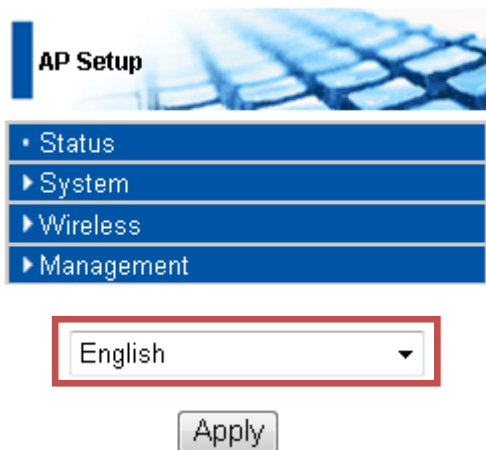 AP Setup
Status
System
Wireless
Management
English
Apply